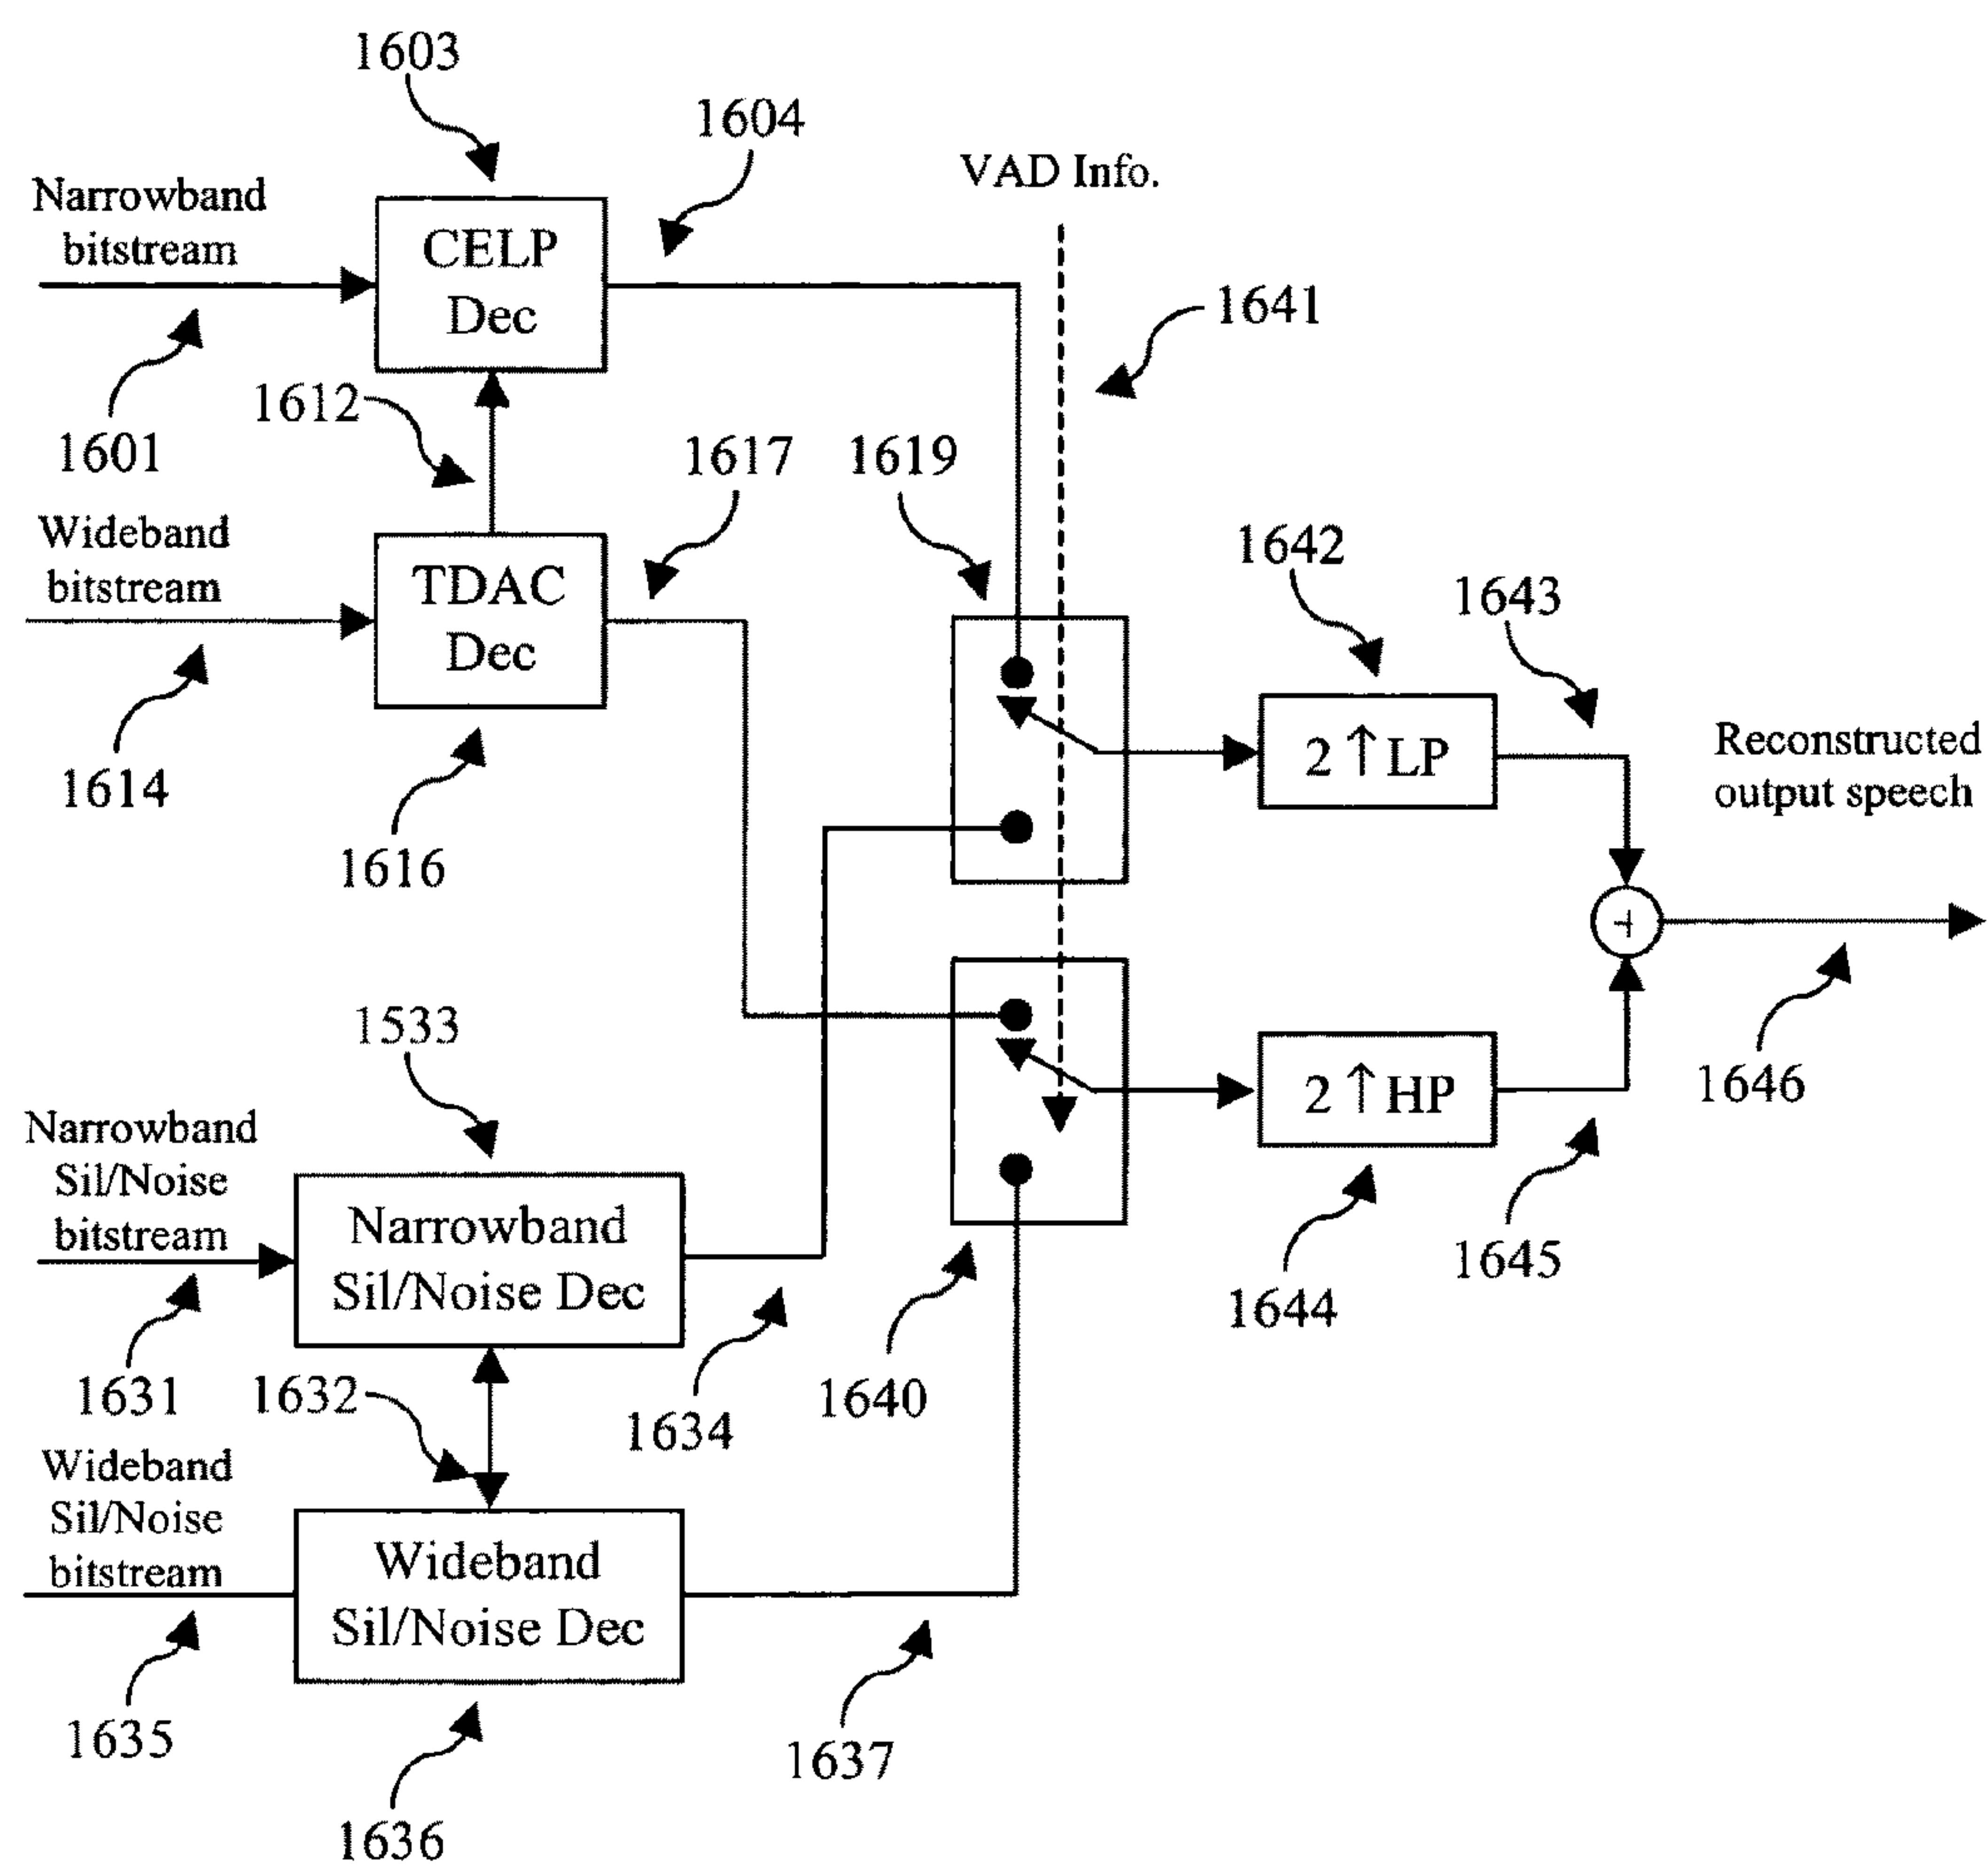 1603
1604
VAD Info.
Narrowband
bitstream
CELP
Dec
1641
1612
1601
1617
1619
Wideband
bitstream
TDAC
Dec
1642
1643
1614
1616
2↑LP
Reconstructed
output speech
+
1533
1646
Narrowband
Sil/Noise
bitstream
Narrowband
Sil/Noise Dec
2↑HP
1645
1644
1631
1632
1634
1640
Wideband
Sil/Noise
bitstream
Wideband
Sil/Noise Dec
1635
1637
1636